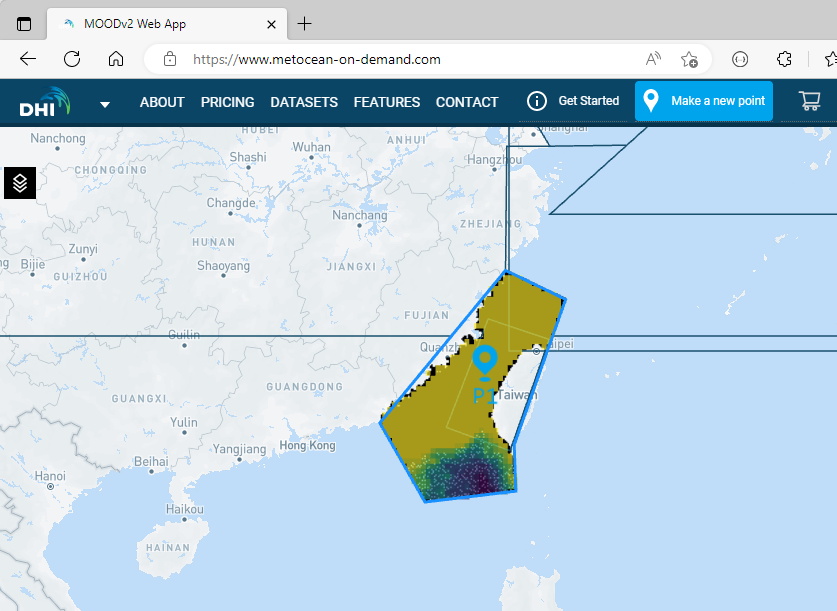 MOODv2 Web App
https://www.metocean-on-demand.com
DHI
ABOUT
PRICING
DATASETS
FEATURES
CONTACT
Get Started
Make a new point
HUBEI
ANHUI
Shanghai
Nanchong
Wuhan
Shashi
Hangzhou
CHONGQING
Changde
Nanchang
ZHEJIANG
HUNAN
Zunyi
Bijie
Shaoyang
JIANGXI
GUIZHOU
FUJIAN
Guilin
Quanzh
aipei
GUANGDONG
P1
Taiwan
GUANGXI
Yulin
Yangjiang
Hong Kong
Beihai
Hanoi
Haikou
HAINAN